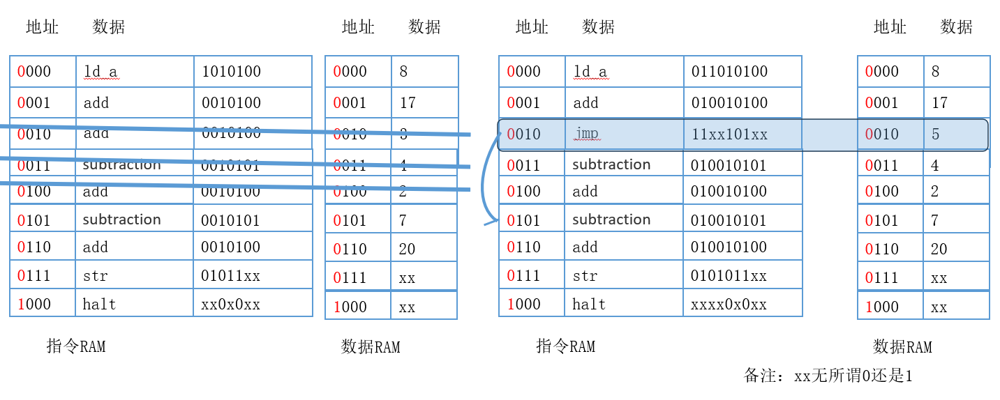 地址 数据 地址 数据 地址 数据 地址 数据
0000 ld_a 1010100 0000 8 0000 ld_a 011010100 0000 8
0001 add 0010100 0001 17 0001 add 010010100 0001 17
0010 add 0010100 0010 3 0010 jmp 11xx101xx 0010 5
0011 subtraction 0010101 0011 4 0011 subtraction 010010101 0011 4
0100 add 0010100 0100 2 0100 add 010010100 0100 2
0101 subtraction 0010101 0101 7 0101 subtraction 010010101 0101 7
0110 add 0010100 0110 20 0110 add 010010100 0110 20
0111 str 01011xx 0111 xx 0111 str 0101011xx 0111 xx
1000 halt xx0x0xx 1000 xx 1000 halt xxxx0x0xx 1000 xx
指令RAM 数据RAM 指令RAM 数据RAM
备注：xx无所谓0还是1